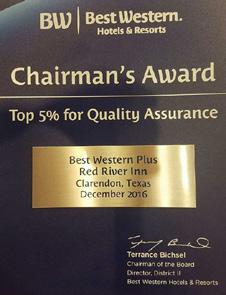 BW Best Western.
Hotels & Resorts
Chairman's Award
Top 5% for Quality Assurance
Best Western Plus
Red River Inn
Clarendon, Texas
December 2016
Terrance Bichsel
Chairman of the Board
Director, District II
Best Western Hotels & Resorts